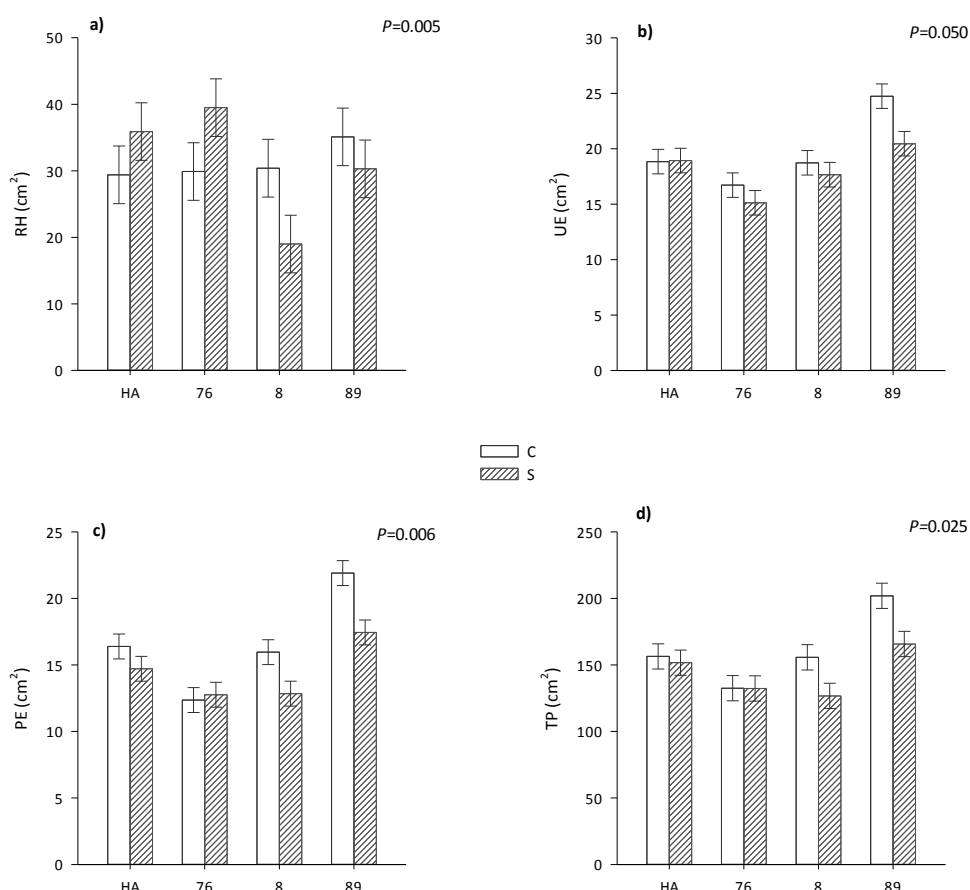 a)
P=0.005
RH (cm²)
50
40
30
20
10
0
HA 76 8 89
b)
P=0.050
UE (cm²)
30
25
20
15
10
5
0
HA 76 8 89
C
S
c)
P=0.006
PE (cm²)
25
20
15
10
5
0
HA 76 8 89
d)
P=0.025
TP (cm²)
250
200
150
100
50
0
HA 76 8 89